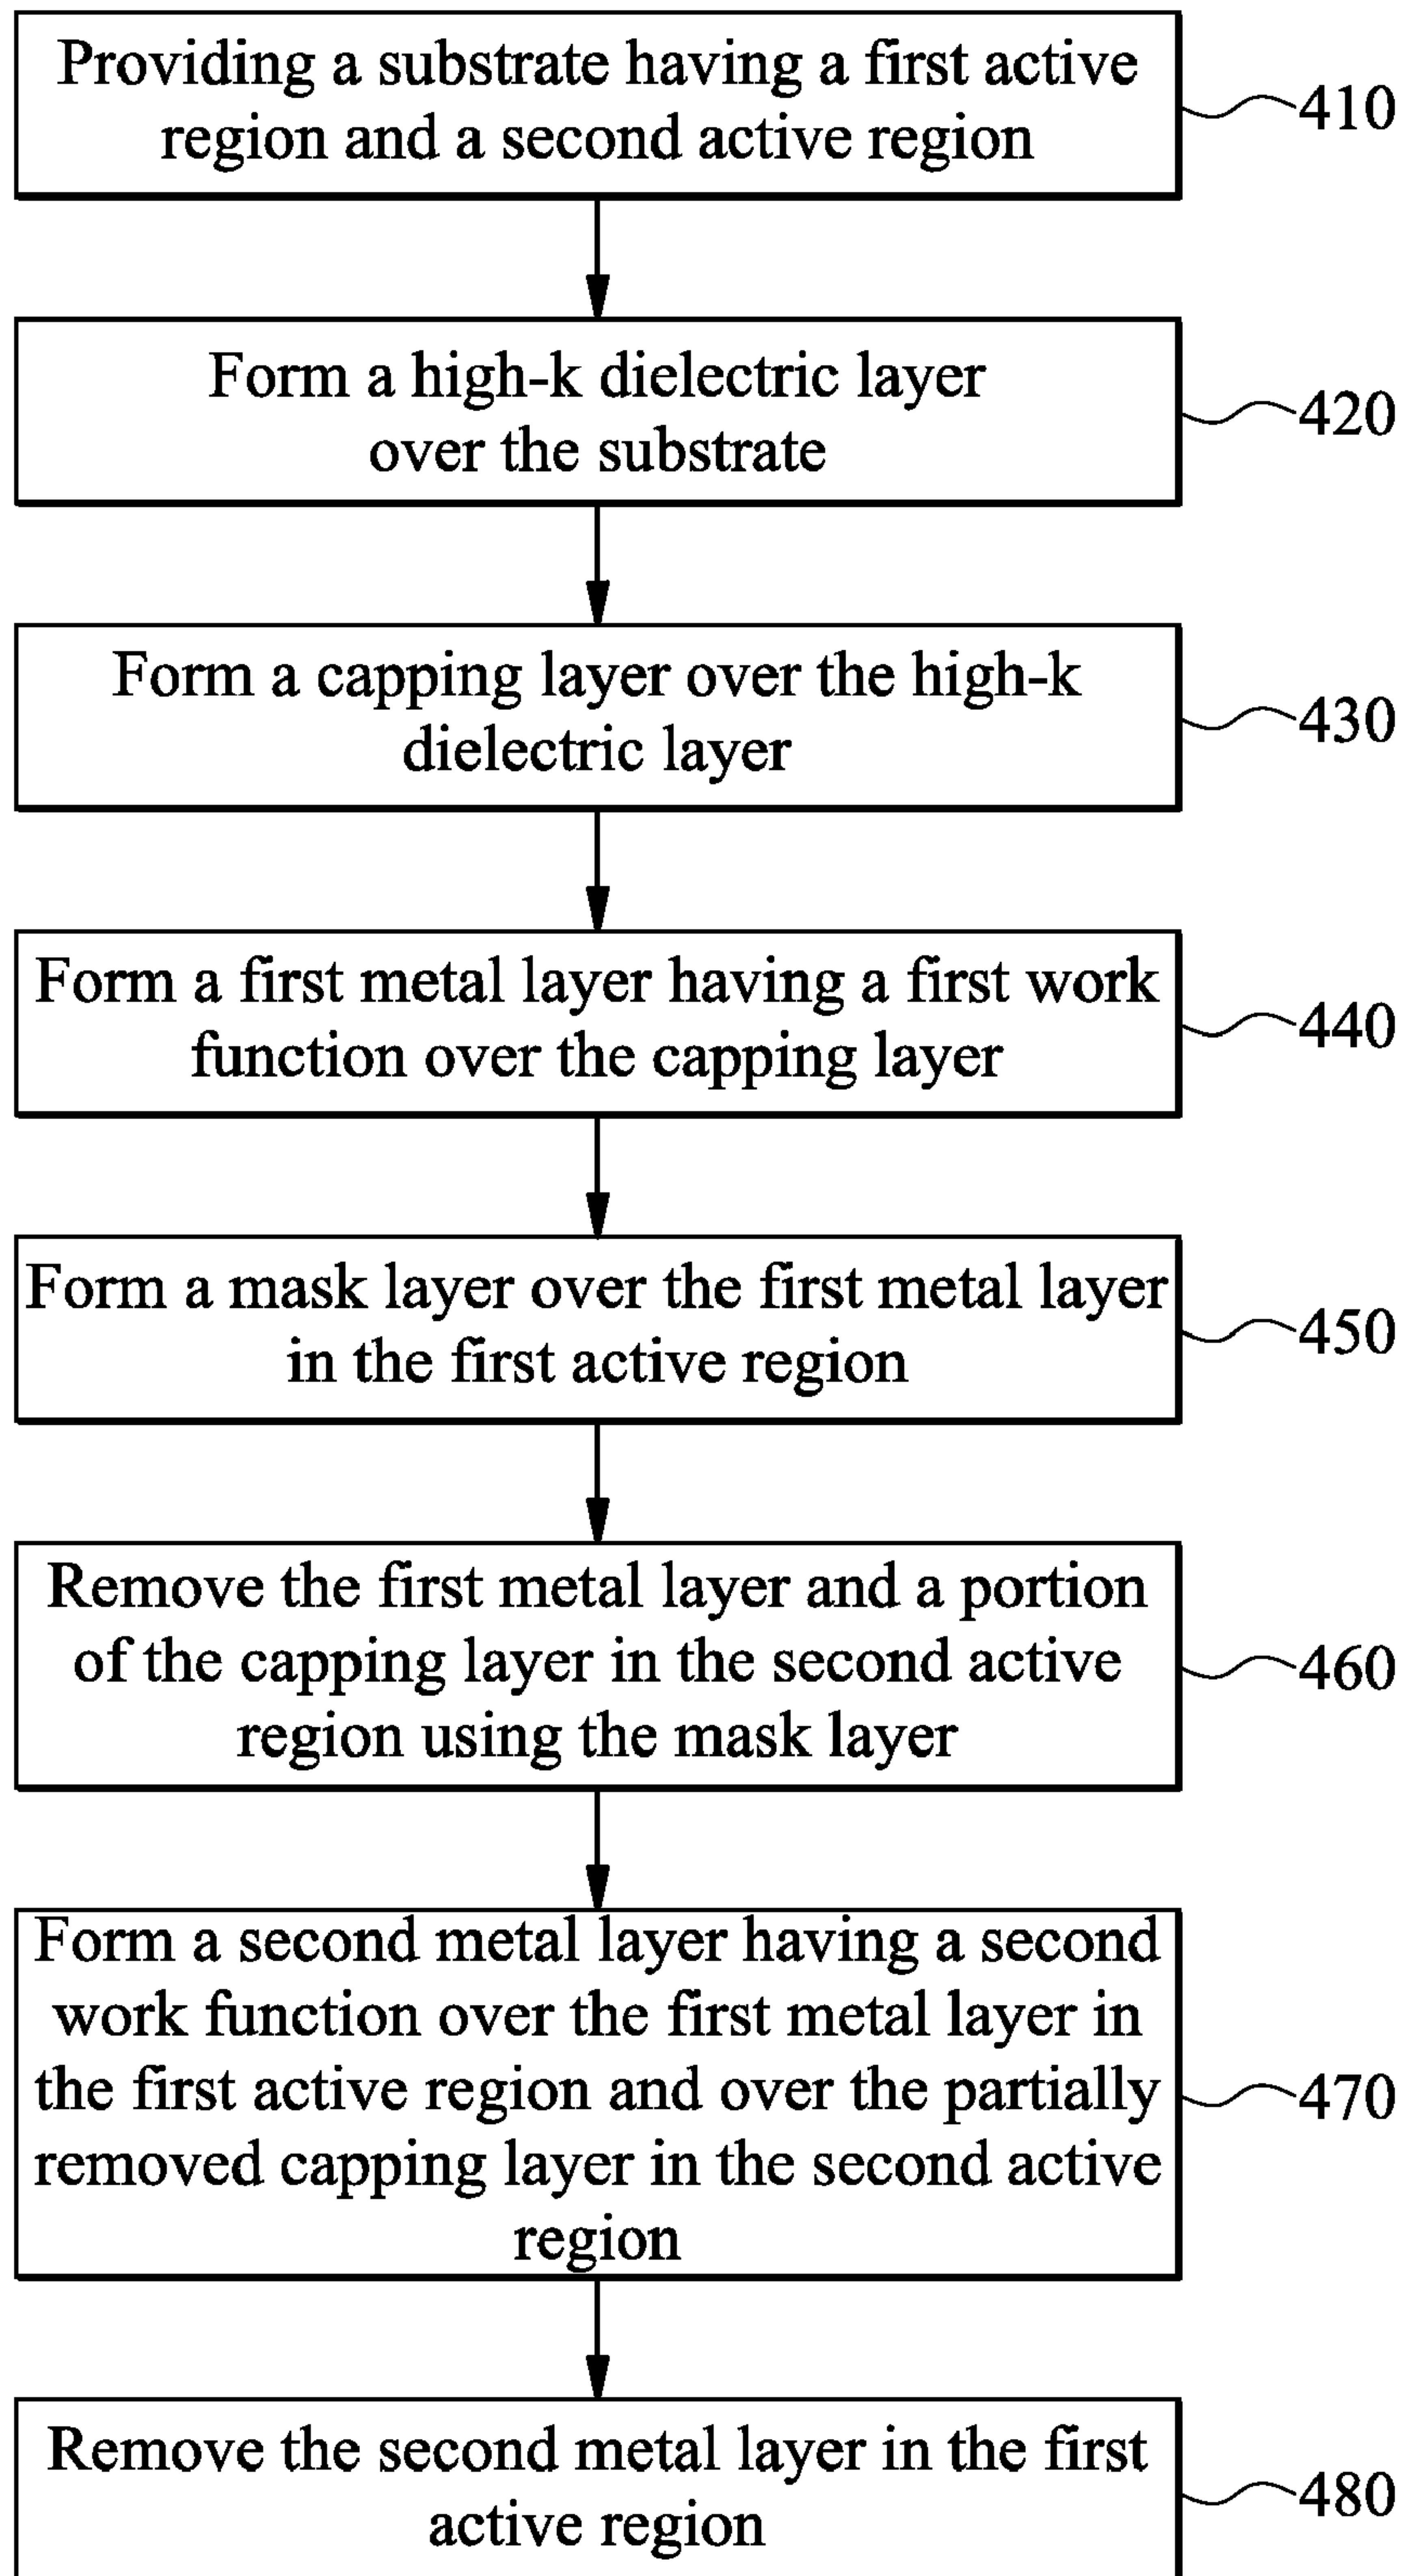 Providing a substrate having a first active
region and a second active region
410
Form a high-k dielectric layer
over the substrate
420
Form a capping layer over the high-k
dielectric layer
430
Form a first metal layer having a first work
function over the capping layer
440
Form a mask layer over the first metal layer
in the first active region
450
Remove the first metal layer and a portion
of the capping layer in the second active
region using the mask layer
460
Form a second metal layer having a second
work function over the first metal layer in
the first active region and over the partially
removed capping layer in the second active
region
470
Remove the second metal layer in the first
active region
480